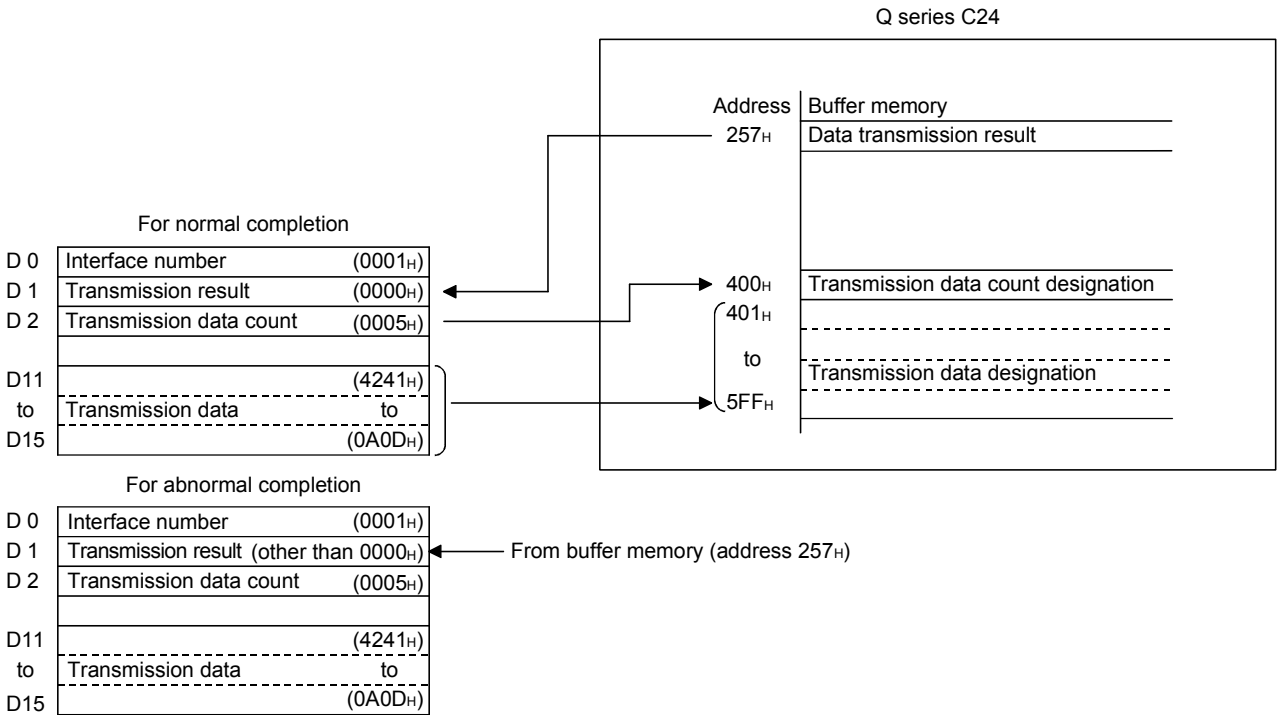 Q series C24
Address Buffer memory
257H Data transmission result
For normal completion
D 0 Interface number (0001H)
D 1 Transmission result (0000H)
400H Transmission data count designation
D 2 Transmission data count (0005H)
401H
to
Transmission data designation
5FFH
D11 (4241H)
to Transmission data to
D15 (0A0DH)
For abnormal completion
D 0 Interface number (0001H)
D 1 Transmission result (other than 0000H) From buffer memory (address 257H)
D 2 Transmission data count (0005H)
D11 (4241H)
to Transmission data to
D15 (0A0DH)